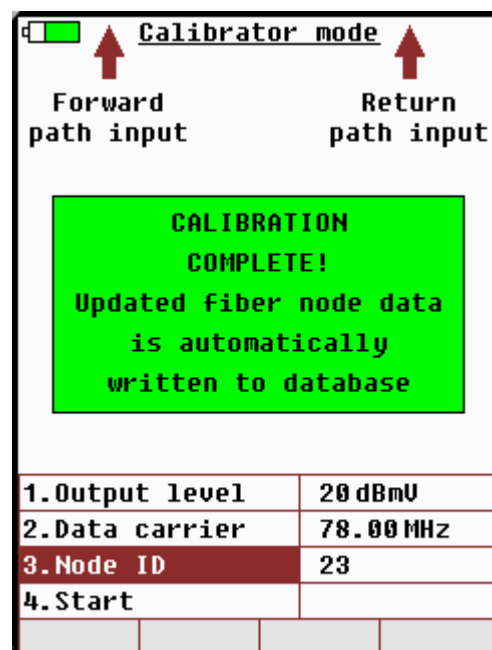 Calibrator mode
Forward path input
Return path input
CALIBRATION
COMPLETE!
Updated fiber node data
is automatically
written to database
1.Output level 20 dBmV
2.Data carrier 78.00 MHz
3.Node ID 23
4.Start